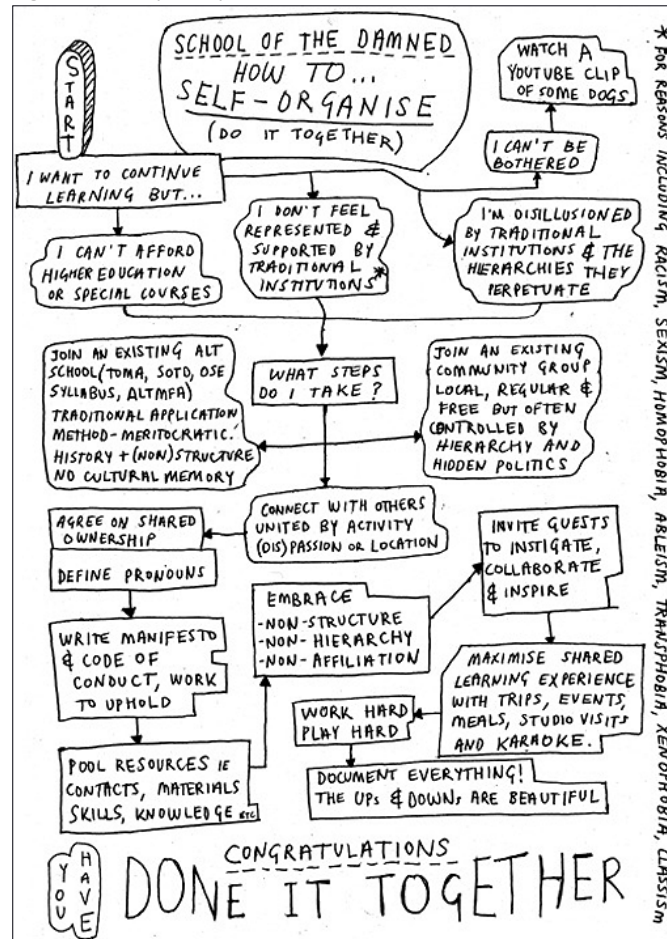 SCHOOL OF THE DAMNED
HOW TO...
SELF-ORGANISE
(DO IT TOGETHER)
START
I WANT TO CONTINUE
LEARNING BUT...
WATCH A
YOUTUBE CLIP
OF SOME DOGS
I CAN'T BE
BOTHERED
I CAN'T AFFORD
HIGHER EDUCATION
OR SPECIAL COURSES
I DON'T FEEL
REPRESENTED &
SUPPORTED BY
TRADITIONAL
INSTITUTIONS*
I'M DISILLUSIONED
BY TRADITIONAL
INSTITUTIONS & THE
HIERARCHIES THEY
PERPETUATE
WHAT STEPS
DO I TAKE?
JOIN AN EXISTING ALT
SCHOOL (TOMA, SOTD, OSE
SYLLABUS, ALTMFA)
TRADITIONAL APPLICATION
METHOD-MERITOCRATIC.
HISTORY + (NON) STRUCTURE
NO CULTURAL MEMORY
JOIN AN EXISTING
COMMUNITY GROUP
LOCAL, REGULAR &
FREE BUT OFTEN
CONTROLLED BY
HIERARCHY AND
HIDDEN POLITICS
CONNECT WITH OTHERS
UNITED BY ACTIVITY
(DIS)PASSION OR LOCATION
AGREE ON SHARED
OWNERSHIP
DEFINE PRONOUNS
WRITE MANIFESTO
& CODE OF
CONDUCT, WORK
TO UPHOLD
POOL RESOURCES IE
CONTACTS, MATERIALS
SKILLS, KNOWLEDGE ETC
EMBRACE
-NON-STRUCTURE
-NON-HIERARCHY
-NON-AFFILIATION
INVITE GUESTS
TO INSTIGATE,
COLLABORATE
& INSPIRE
MAXIMISE SHARED
LEARNING EXPERIENCE
WITH TRIPS, EVENTS,
MEALS, STUDIO VISITS
AND KARAOKE.
WORK HARD
PLAY HARD
DOCUMENT EVERYTHING!
THE UPS & DOWNS ARE BEAUTIFUL
CONGRATULATIONS
YOU HAVE
DONE IT TOGETHER
* FOR REASONS INCLUDING RACISM, SEXISM, HOMOPHOBIA, ABLEISM, TRANSPHOBIA, XENOPHOBIA, CLASSISM